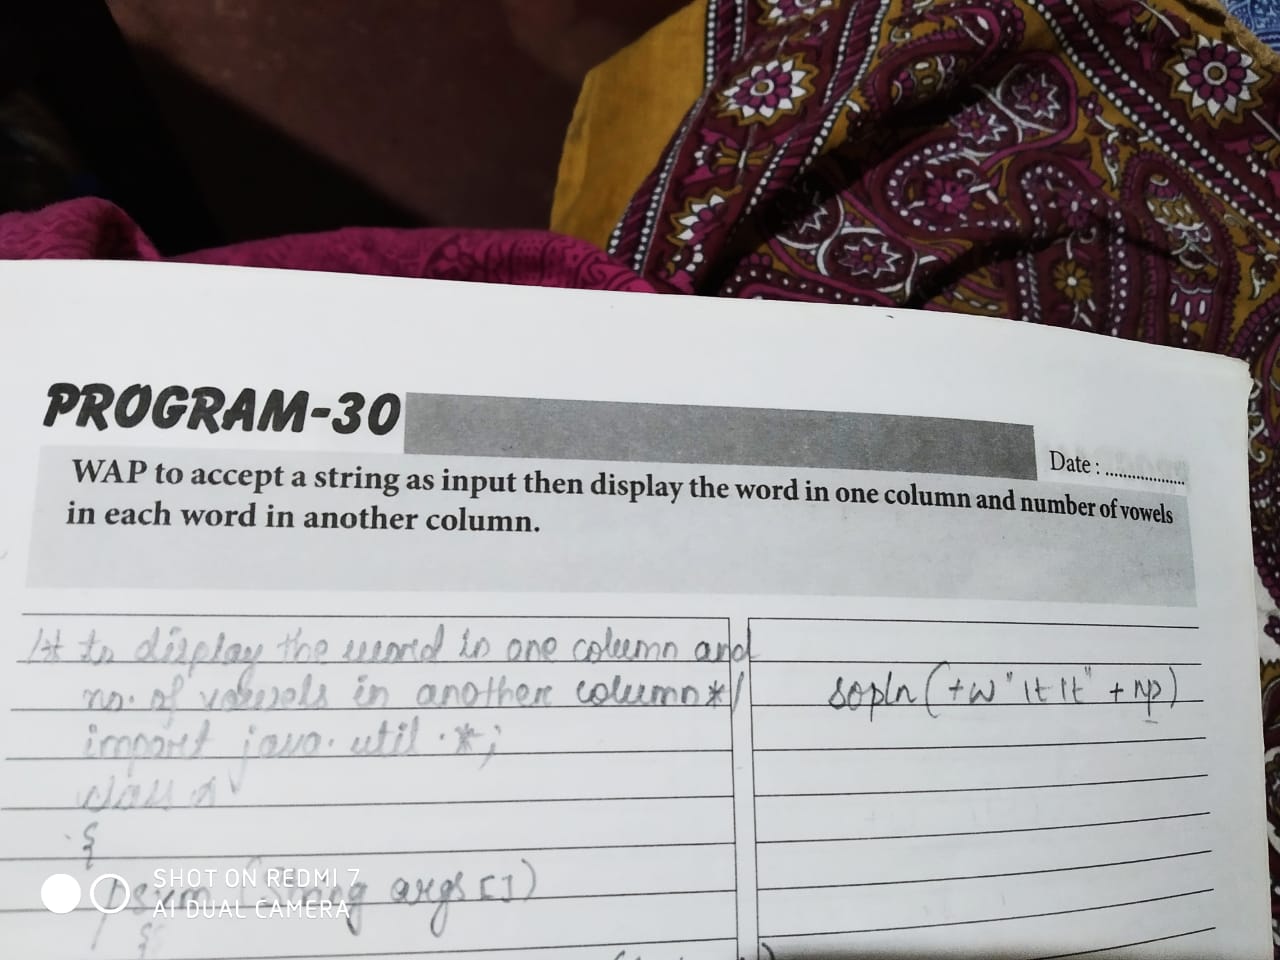 PROGRAM-30
Date : ....................
WAP to accept a string as input then display the word in one column and number of vowels
in each word in another column.
/* to display the word in one column and
no. of vowels in another column */
import java.util.*;
class
{
psvm (String args[])
{
sopln(+w"\t\t"+np)
SHOT ON REDMI 7
AI DUAL CAMERA